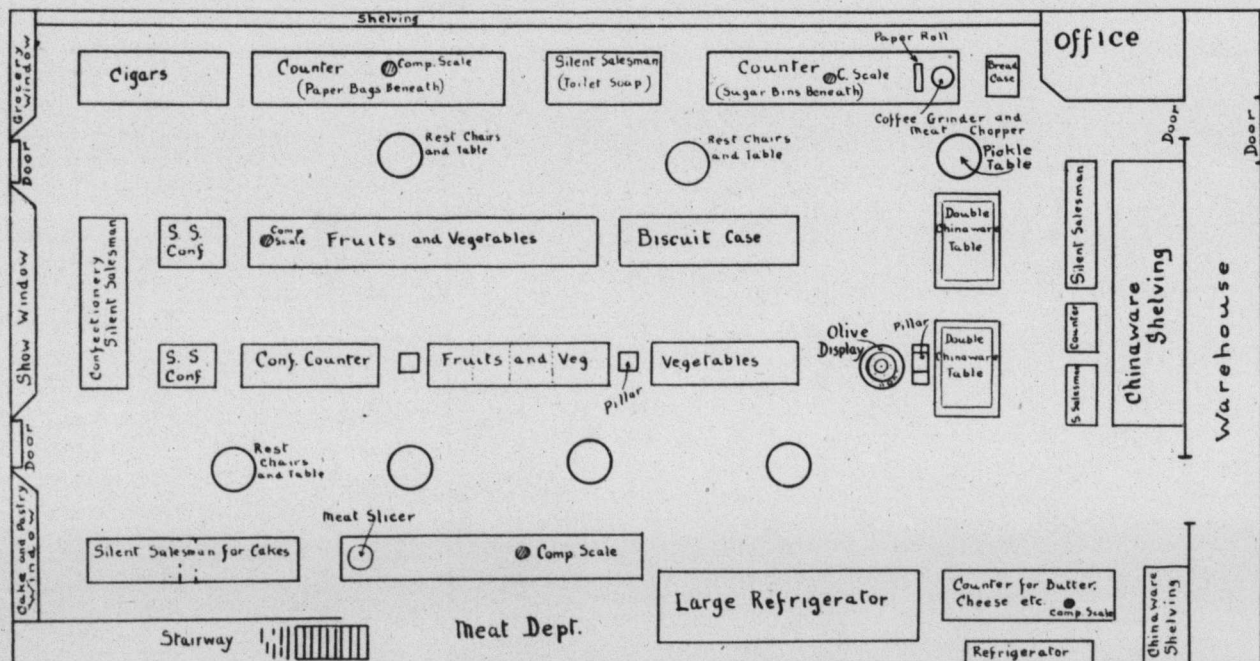 Shelving
Grocery
Window
Cigars
Counter
Comp. Scale
(Paper Bags Beneath)
Silent Salesman
(Toilet Soap)
Counter
C. Scale
(Sugar Bins Beneath)
Paper Roll
Bread
Case
Office
Coffee Grinder and
Meat Chopper
Door
Rest Chairs
and Table
Rest Chairs
and Table
Pickle
Table
Door
Door
Show Window
Confectionery
Silent Salesman
S. S.
Conf
Comp
Scale
Fruits and Vegetables
Biscuit Case
Double
Chinaware
Table
Silent Salesman
Chinaware
Shelving
Warehouse
S. S
Conf
Conf. Counter
Fruits and Veg
Pillar
Vegetables
Olive
Display
Pillar
Double
Chinaware
Table
Counter
S Salesman
Door
Rest
Chairs
and Table
Cake and Pastry
Window
Silent Salesman for Cakes
Meat Slicer
Comp. Scale
Large Refrigerator
Counter for Butter,
Cheese etc.
Comp. Scale
Chinaware
Shelving
Stairway
Meat Dept.
Refrigerator